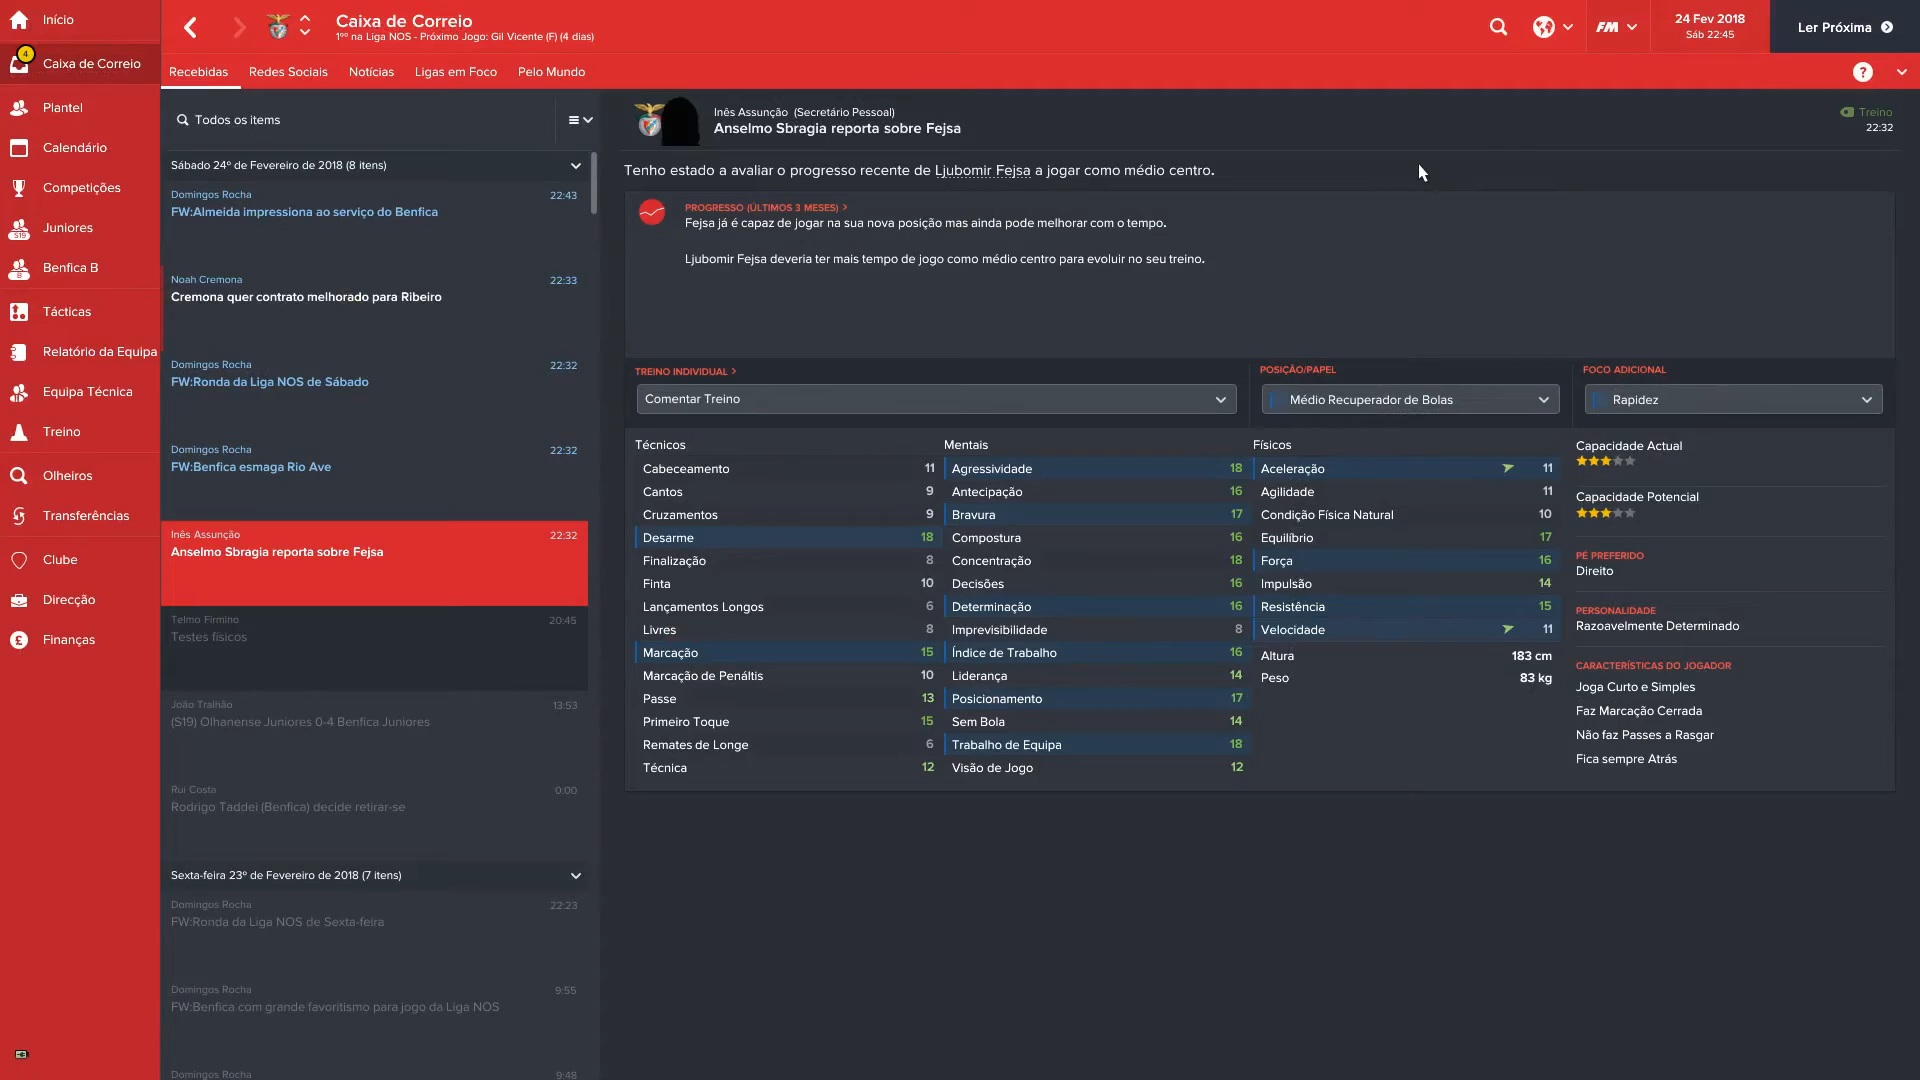 Início
4
Caixa de Correio
Plantel
Calendário
Competições
S19
Juniores
B
Benfica B
Tácticas
Relatório da Equipa
Equipa Técnica
Treino
Olheiros
Transferências
Clube
Direcção
£
Finanças
Caixa de Correio
1ºº na Liga NOS - Próximo Jogo: Gil Vicente (F) (4 dias)
FM
24 Fev 2018
Sáb 22:45
Ler Próxima
Recebidas
Redes Sociais
Notícias
Ligas em Foco
Pelo Mundo
?
Todos os items
Sábado 24º de Fevereiro de 2018 (8 itens)
Domingos Rocha 22:43
FW:Almeida impressiona ao serviço do Benfica
Noah Cremona 22:33
Cremona quer contrato melhorado para Ribeiro
Domingos Rocha 22:32
FW:Ronda da Liga NOS de Sábado
Domingos Rocha 22:32
FW:Benfica esmaga Rio Ave
Inês Assunção 22:32
Anselmo Sbragia reporta sobre Fejsa
Telmo Firmino 20:45
Testes físicos
João Tralhão 13:53
(S19) Olhanense Juniores 0-4 Benfica Juniores
Rui Costa 0:00
Rodrigo Taddei (Benfica) decide retirar-se
Sexta-feira 23º de Fevereiro de 2018 (7 itens)
Domingos Rocha 22:23
FW:Ronda da Liga NOS de Sexta-feira
Domingos Rocha 9:55
FW:Benfica com grande favoritismo para jogo da Liga NOS
Domingos Rocha 9:48
Inês Assunção (Secretário Pessoal)
Anselmo Sbragia reporta sobre Fejsa
Treino
22:32
Tenho estado a avaliar o progresso recente de Ljubomir Fejsa a jogar como médio centro.
PROGRESSO (ÚLTIMOS 3 MESES) >
Fejsa já é capaz de jogar na sua nova posição mas ainda pode melhorar com o tempo.
Ljubomir Fejsa deveria ter mais tempo de jogo como médio centro para evoluir no seu treino.
TREINO INDIVIDUAL >
Comentar Treino
POSIÇÃO/PAPEL
Médio Recuperador de Bolas
FOCO ADICIONAL
Rapidez
Técnicos
Cabeceamento 11
Cantos 9
Cruzamentos 9
Desarme 18
Finalização 8
Finta 10
Lançamentos Longos 6
Livres 8
Marcação 15
Marcação de Penáltis 10
Passe 13
Primeiro Toque 15
Remates de Longe 6
Técnica 12
Mentais
Agressividade 18
Antecipação 16
Bravura 17
Compostura 16
Concentração 18
Decisões 16
Determinação 16
Imprevisibilidade 8
Índice de Trabalho 16
Liderança 14
Posicionamento 17
Sem Bola 14
Trabalho de Equipa 18
Visão de Jogo 12
Físicos
Aceleração 11
Agilidade 11
Condição Física Natural 10
Equilíbrio 17
Força 16
Impulsão 14
Resistência 15
Velocidade 11
Altura 183 cm
Peso 83 kg
Capacidade Actual
Capacidade Potencial
PÉ PREFERIDO
Direito
PERSONALIDADE
Razoavelmente Determinado
CARACTERÍSTICAS DO JOGADOR
Joga Curto e Simples
Faz Marcação Cerrada
Não faz Passes a Rasgar
Fica sempre Atrás